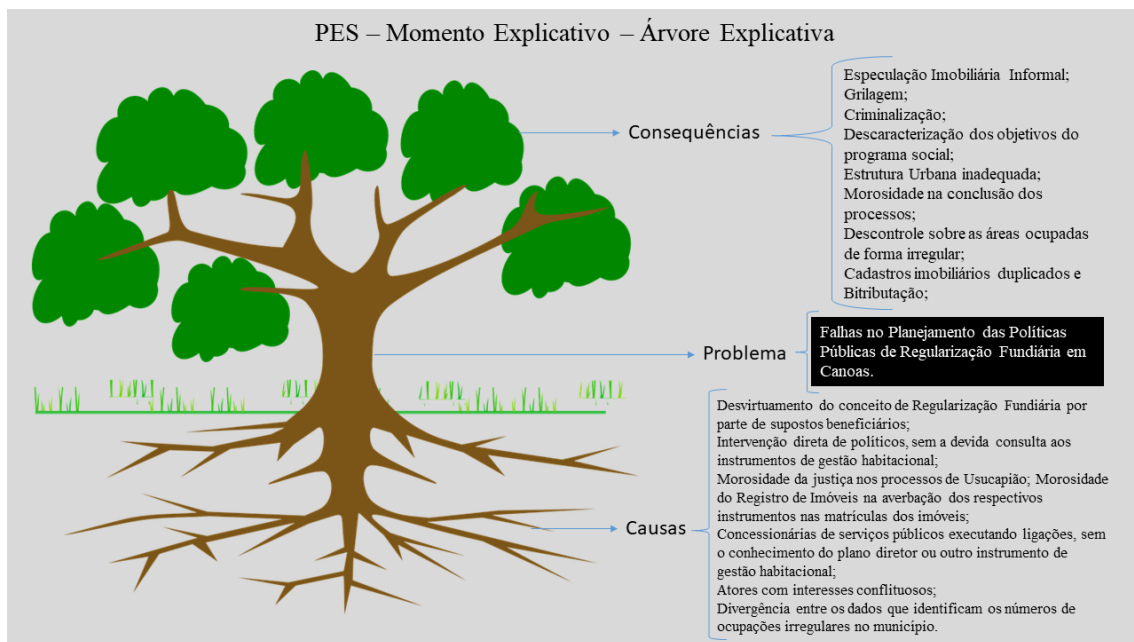 PES – Momento Explicativo – Árvore Explicativa
Consequências
Especulação Imobiliária Informal;
Grilagem;
Criminalização;
Descaracterização dos objetivos do
programa social;
Estrutura Urbana inadequada;
Morosidade na conclusão dos
processos;
Descontrole sobre as áreas ocupadas
de forma irregular;
Cadastros imobiliários duplicados e
Bitributação;
Problema
Falhas no Planejamento das Políticas
Públicas de Regularização Fundiária em
Canoas.
Causas
Desvirtuamento do conceito de Regularização Fundiária por
parte de supostos beneficiários;
Intervenção direta de políticos, sem a devida consulta aos
instrumentos de gestão habitacional;
Morosidade da justiça nos processos de Usucapião; Morosidade
do Registro de Imóveis na averbação dos respectivos
instrumentos nas matrículas dos imóveis;
Concessionárias de serviços públicos executando ligações, sem
o conhecimento do plano diretor ou outro instrumento de
gestão habitacional;
Atores com interesses conflituosos;
Divergência entre os dados que identificam os números de
ocupações irregulares no município.